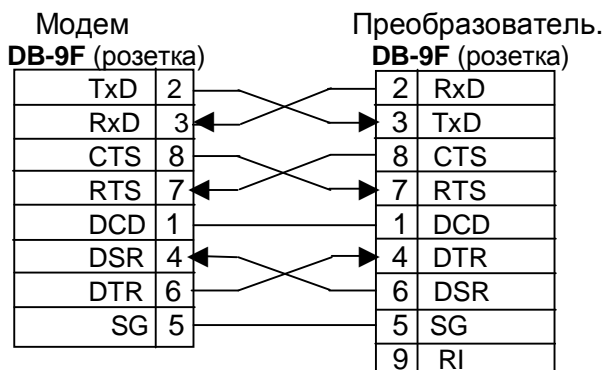 Модем Преобразователь.
DB-9F (розетка) DB-9F (розетка)
TxD 2 2 RxD
RxD 3 3 TxD
CTS 8 8 CTS
RTS 7 7 RTS
DCD 1 1 DCD
DSR 4 4 DTR
DTR 6 6 DSR
SG 5 5 SG
9 RI